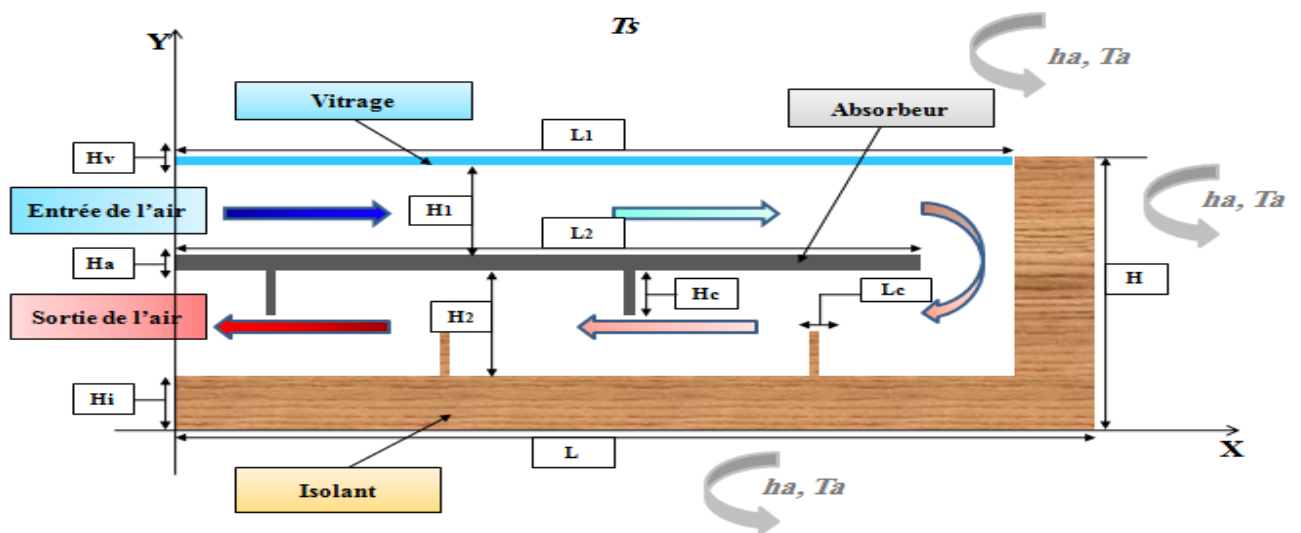 Ts
Y
ha, Ta
Vitrage
Absorbeur
L1
Hv
Entrée de l'air
H1
ha, Ta
L2
Ha
Hc
Lc
H
Sortie de l'air
H2
Hi
X
L
Isolant
ha, Ta